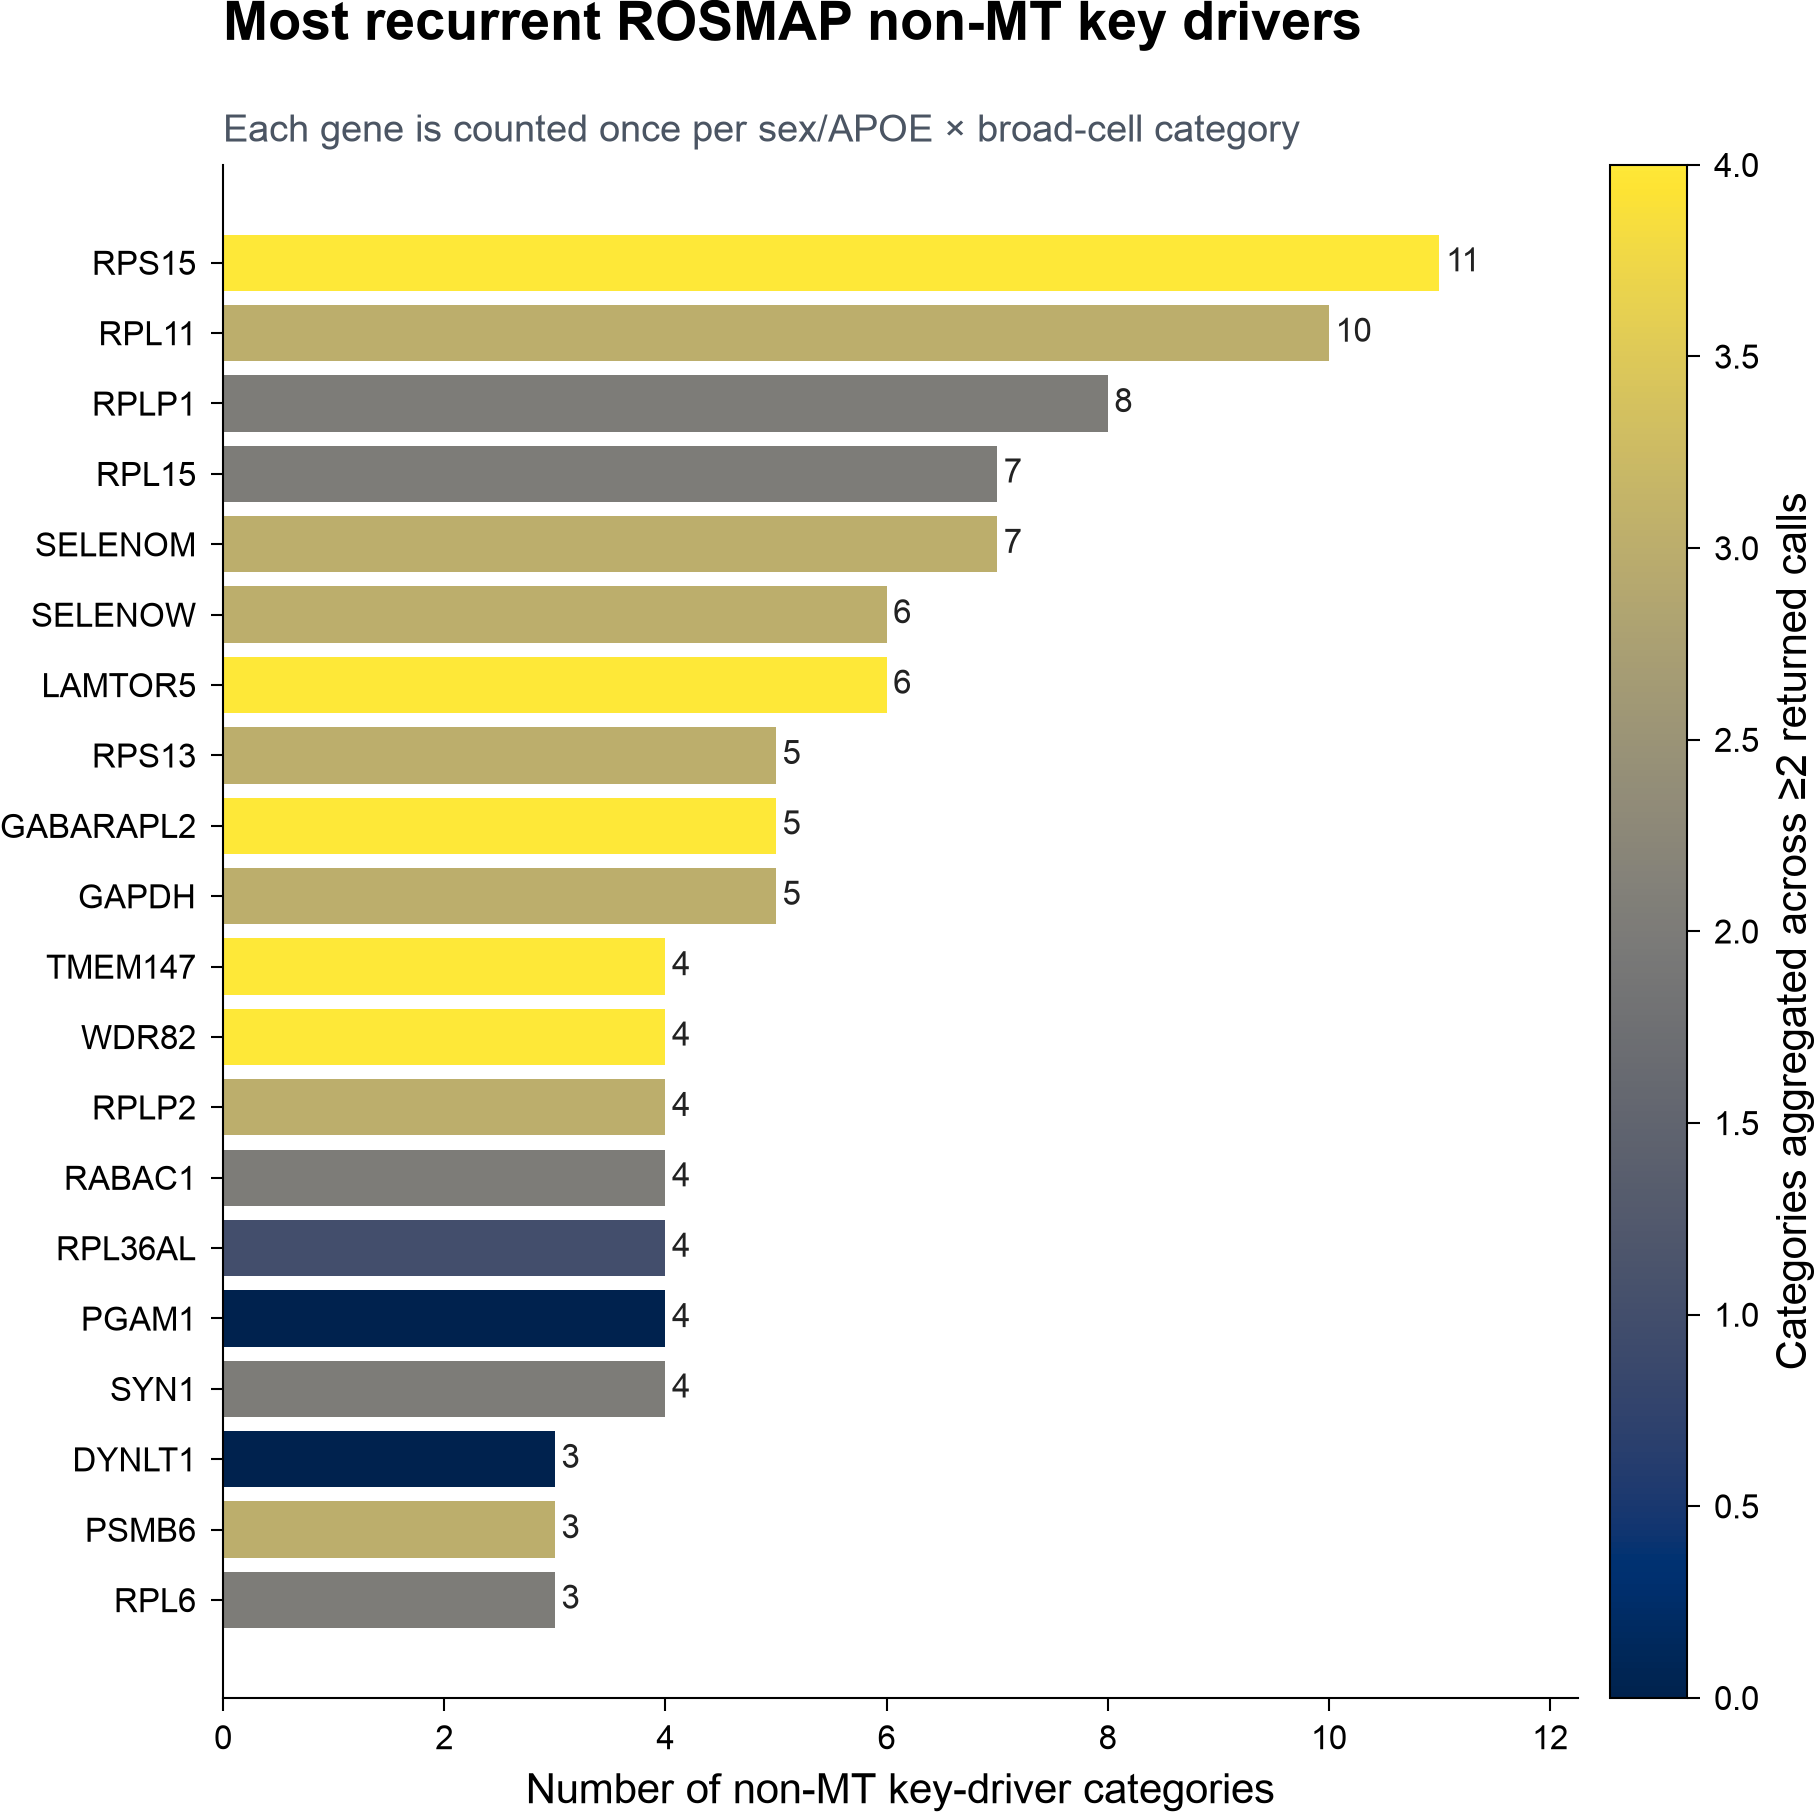 Most recurrent ROSMAP non-MT key drivers
Each gene is counted once per sex/APOE × broad-cell category
RPS15
11
RPL11
10
RPLP1
8
RPL15
7
SELENOM
7
SELENOW
6
LAMTOR5
6
RPS13
5
GABARAPL2
5
GAPDH
5
TMEM147
4
WDR82
4
RPLP2
4
RABAC1
4
RPL36AL
4
PGAM1
4
SYN1
4
DYNLT1
3
PSMB6
3
RPL6
3
0 2 4 6 8 10 12
Number of non-MT key-driver categories
4.0
3.5
3.0
2.5
2.0
1.5
1.0
0.5
0.0
Categories aggregated across ≥2 returned calls